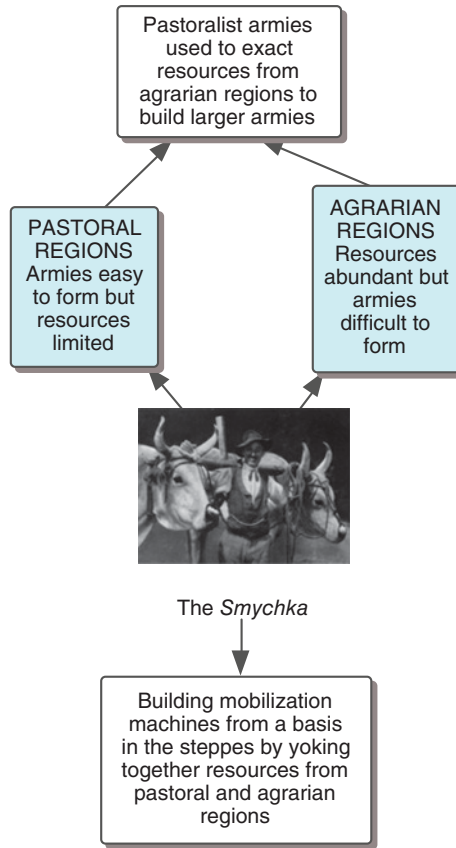 Pastoralist armies
used to exact
resources from
agrarian regions to
build larger armies
PASTORAL
REGIONS
Armies easy
to form but
resources
limited
AGRARIAN
REGIONS
Resources
abundant but
armies
difficult to
form
The Smychka
Building mobilization
machines from a basis
in the steppes by yoking
together resources from
pastoral and agrarian
regions